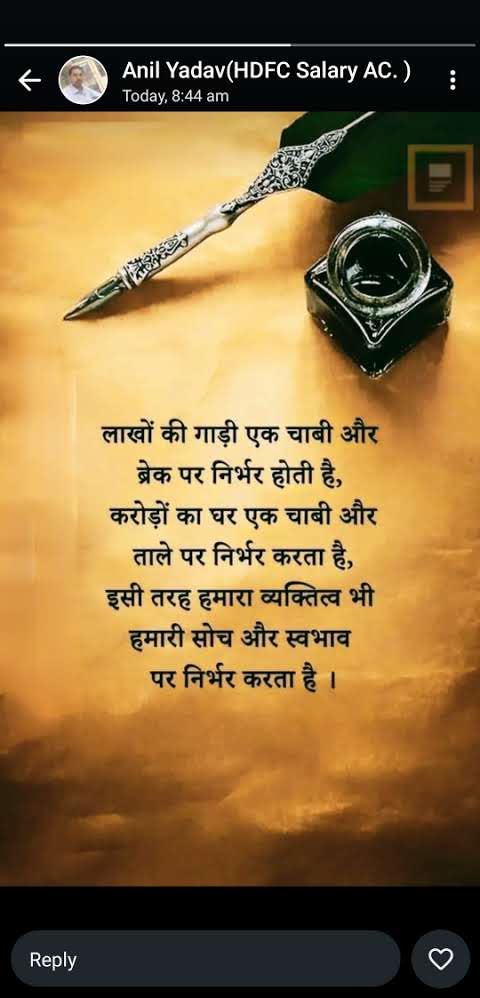 Anil Yadav(HDFC Salary AC. )
Today, 8:44 am
लाखों की गाड़ी एक चाबी और
ब्रेक पर निर्भर होती है,
करोड़ों का घर एक चाबी और
ताले पर निर्भर करता है,
इसी तरह हमारा व्यक्तित्व भी
हमारी सोच और स्वभाव
पर निर्भर करता है ।
Reply